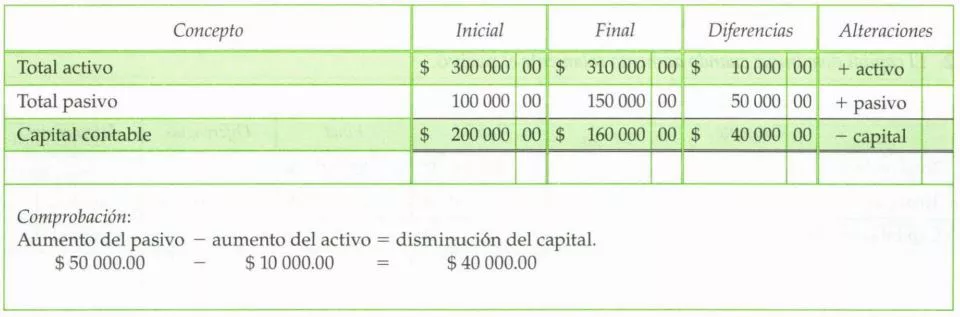 Concepto Inicial Final Diferencias Alteraciones
Total activo $ 300 000 00 $ 310 000 00 $ 10 000 00 + activo
Total pasivo 100 000 00 150 000 00 50 000 00 + pasivo
Capital contable $ 200 000 00 $ 160 000 00 $ 40 000 00 − capital
Comprobación:
Aumento del pasivo − aumento del activo = disminución del capital.
$ 50 000.00 − $ 10 000.00 = $ 40 000.00